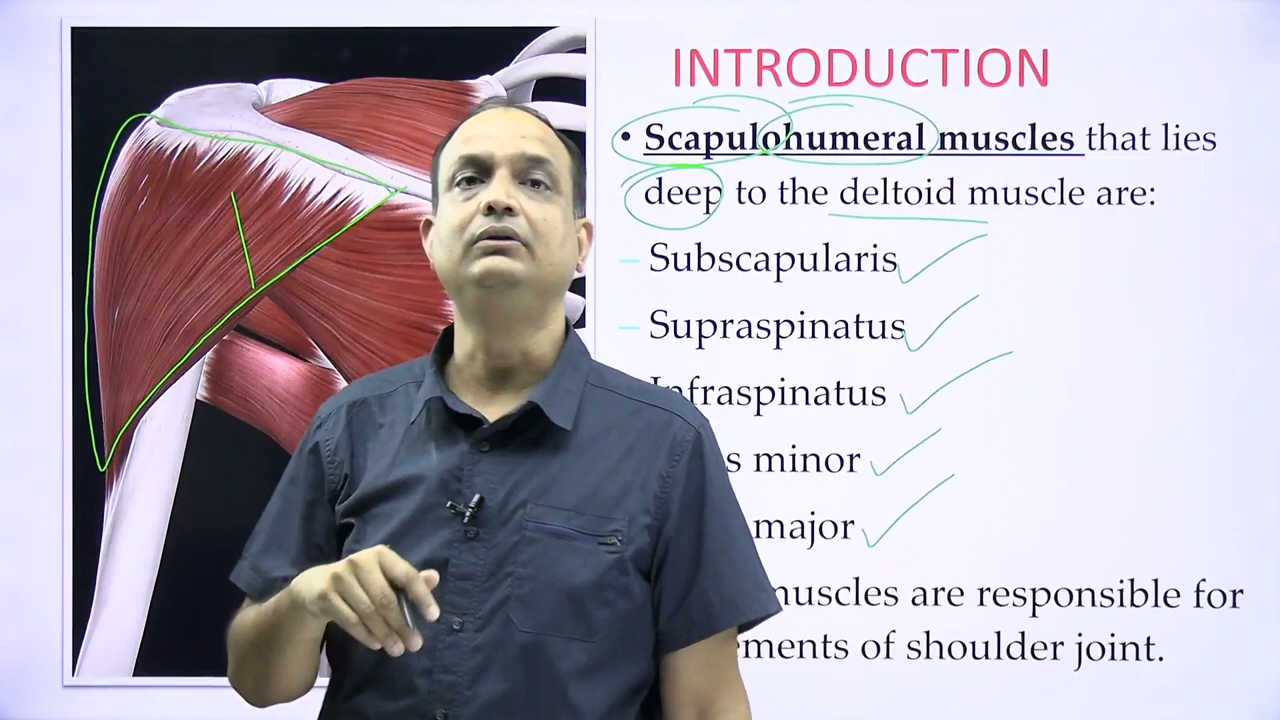 INTRODUCTION
• Scapulohumeral muscles that lies
deep to the deltoid muscle are:
– Subscapularis
– Supraspinatus
nfraspinatus
s minor
major
muscles are responsible for
ements of shoulder joint.